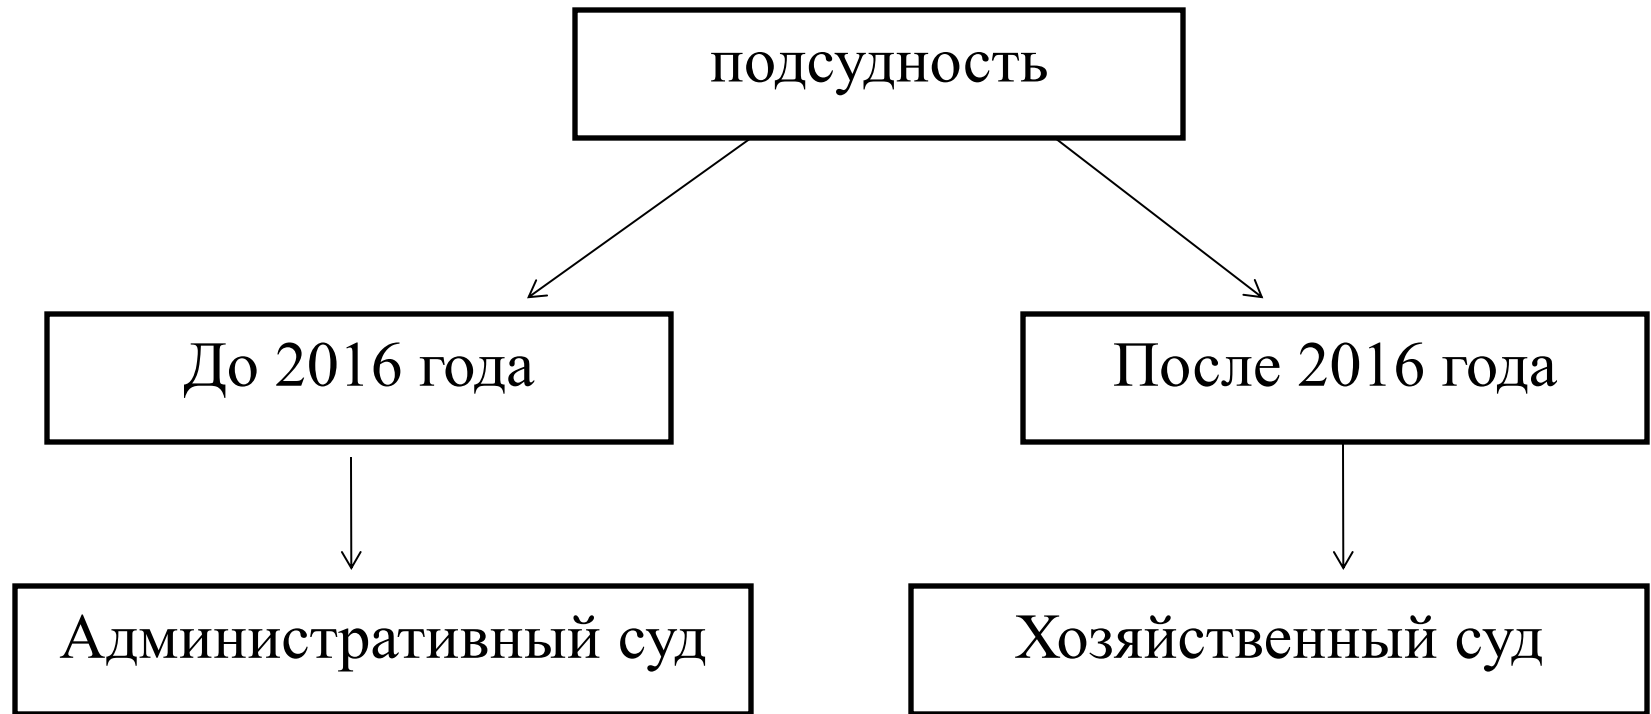 подсудность
До 2016 года
После 2016 года
Административный суд
Хозяйственный суд